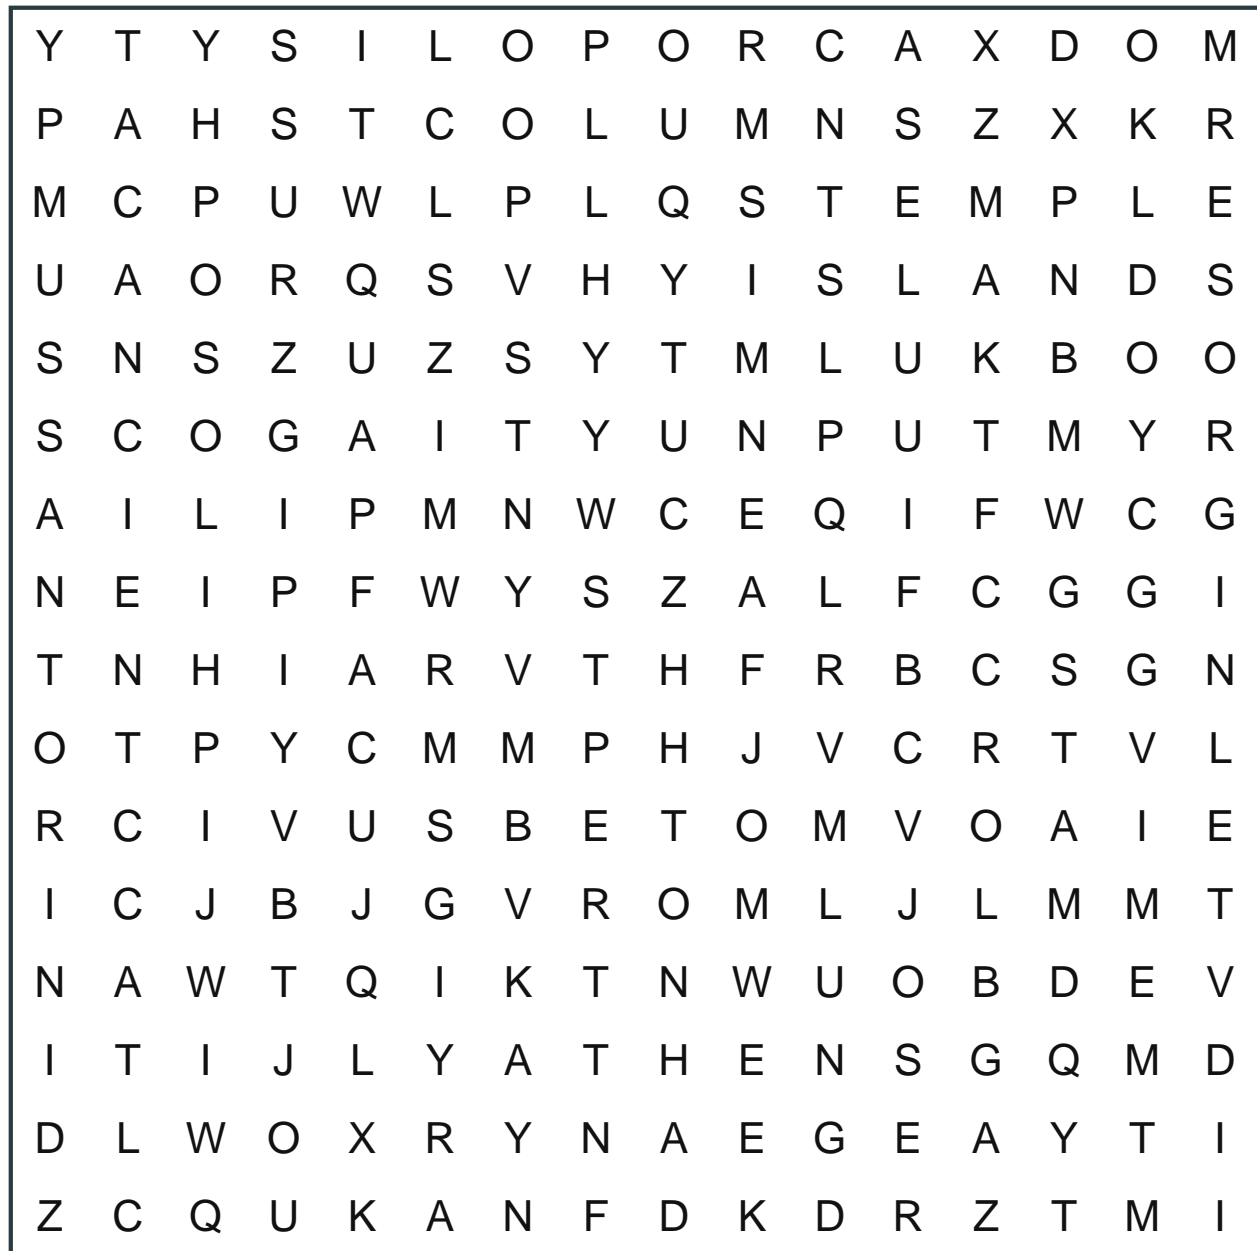 Y T Y S I L O P O R C A X D O M
P A H S T C O L U M N S Z X K R
M C P U W L P L Q S T E M P L E
U A O R Q S V H Y I S L A N D S
S N S Z U Z S Y T M L U K B O O
S C O G A I T Y U N P U T M Y R
A I L I P M N W C E Q I F W C G
N E I P F W Y S Z A L F C G G I
T N H I A R V T H F R B C S G N
O T P Y C M M P H J V C R T V L
R C I V U S B E T O M V O A I E
I C J B J G V R O M L J L M M T
N A W T Q I K T N W U O B D E V
I T I J L Y A T H E N S G Q M D
D L W O X R Y N A E G E A Y T I
Z C Q U K A N F D K D R Z T M I